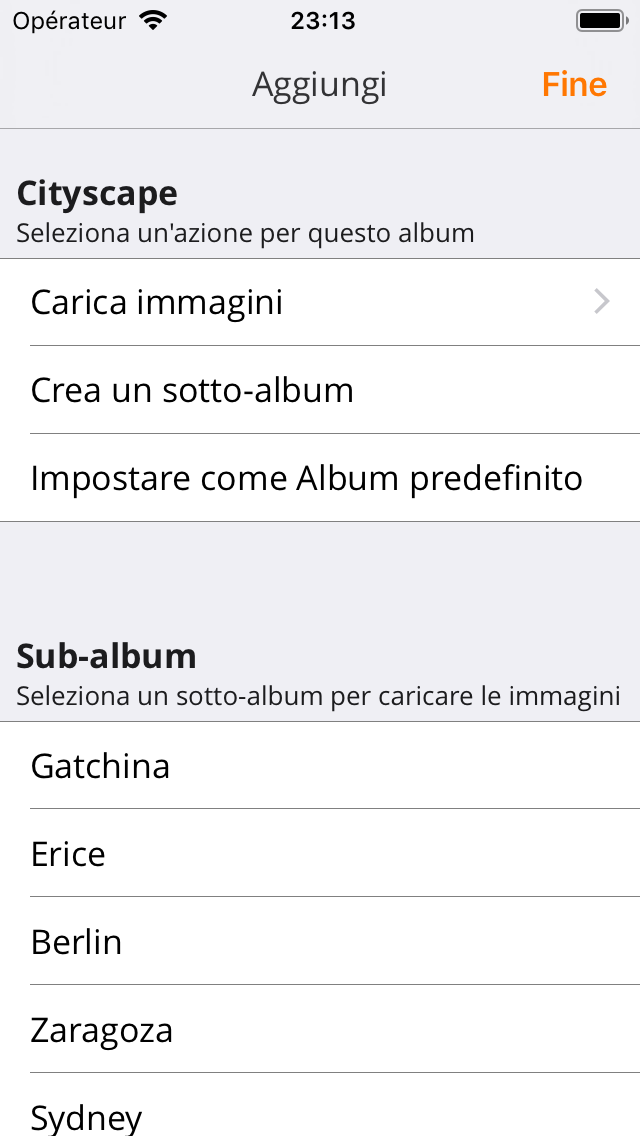 Opérateur 23:13
Aggiungi Fine
Cityscape
Seleziona un'azione per questo album
Carica immagini
Crea un sotto-album
Impostare come Album predefinito
Sub-album
Seleziona un sotto-album per caricare le immagini
Gatchina
Erice
Berlin
Zaragoza
Sydney